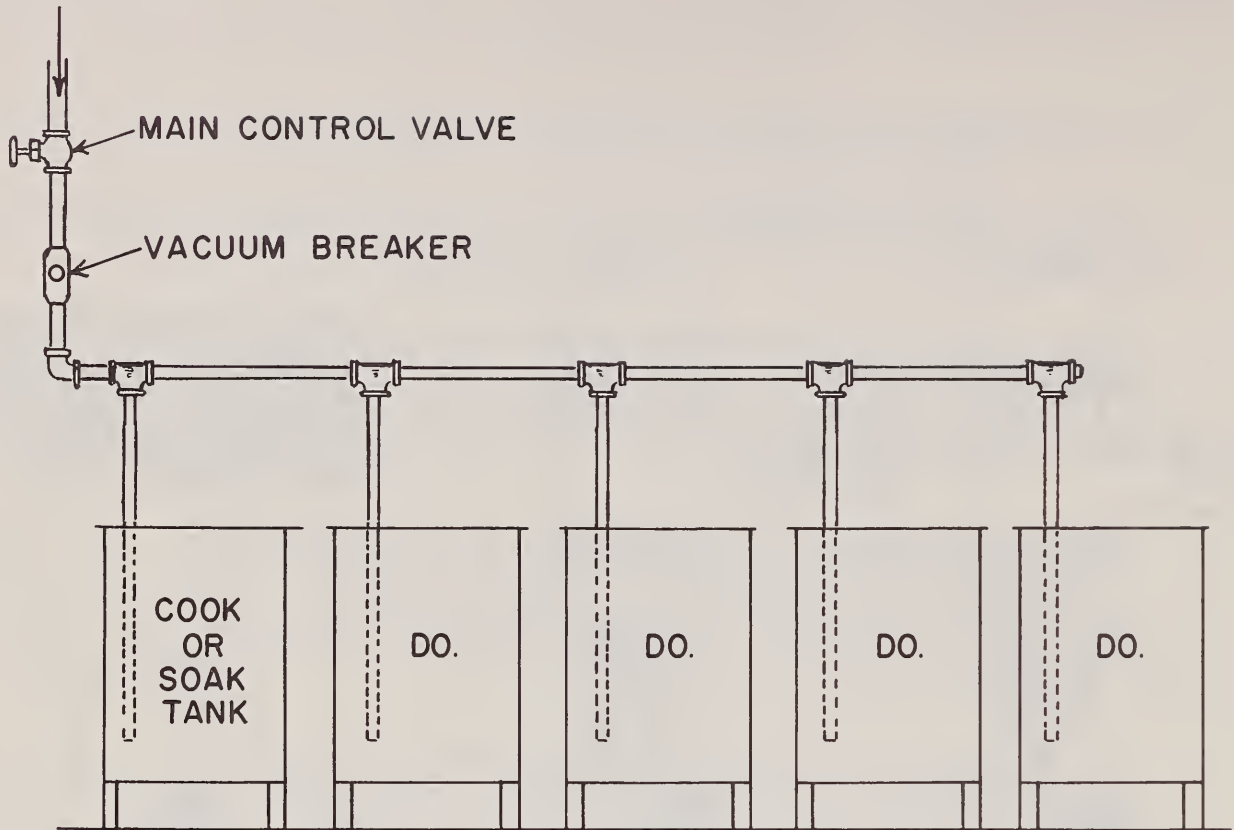 MAIN CONTROL VALVE
VACUUM BREAKER
COOK
OR
SOAK
TANK
DO.
DO.
DO.
DO.